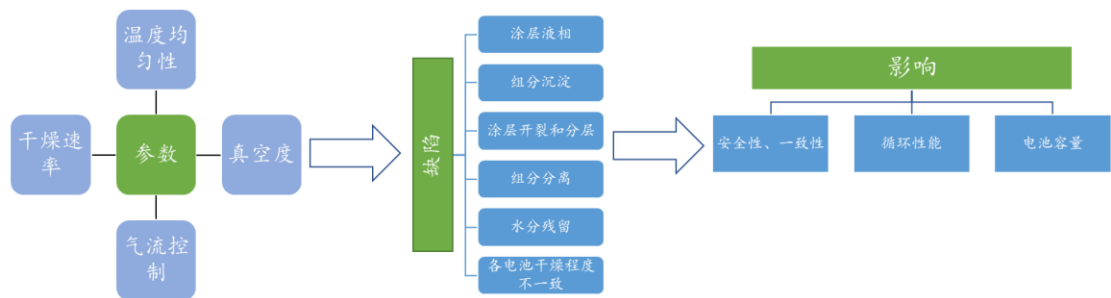 温度均
匀性
干燥速
率
参数
真空度
气流控
制
缺陷
涂层液相
组分沉淀
涂层开裂和分层
组分分离
水分残留
各电池干燥程度
不一致
影响
安全性、一致性
循环性能
电池容量